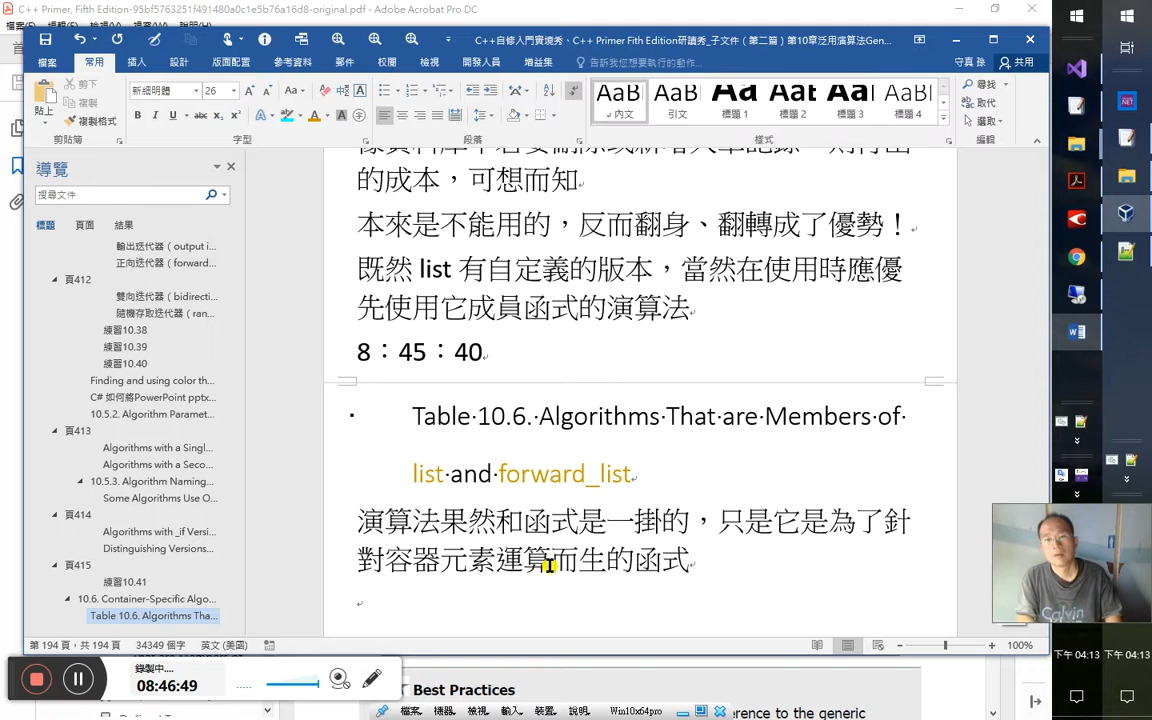 C++ Primer, Fifth Edition-95bf5763251f491480a0c1e5b76a16d8-original.pdf - Adobe Acrobat Pro DC
C++自修入門實境秀、C++ Primer Fith Edition研讀秀_子文件（第二篇）第10章泛用演算法Gen...
檔案 常用 插入 設計 版面配置 參考資料 郵件 校閱 檢視 開發人員 增益集 告訴我您想要執行的動作... 守真 孫 共用
貼上 剪下
複製
複製格式
剪貼簿
新細明體 26
字型
段落
AaB AaBb Aa Aat Aal AaBl
內文 引文 標題 1 標題 2 標題 3 標題 4
樣式
尋找
取代
選取
編輯
導覽
搜尋文件
標題 頁面 結果
輸出迭代器（output i...
正向迭代器（forward...
頁412
雙向迭代器（bidirecti...
隨機存取迭代器（ran...
練習10.38
練習10.39
練習10.40
Finding and using color th...
C# 如何將PowerPoint pptx...
10.5.2. Algorithm Paramet...
頁413
Algorithms with a Singl...
Algorithms with a Seco...
10.5.3. Algorithm Naming...
Some Algorithms Use O...
頁414
Algorithms with _if Versi...
Distinguishing Versions...
頁415
練習10.41
10.6. Container-Specific Algo...
Table 10.6. Algorithms Tha...
的成本，可想而知
本來是不能用的，反而翻身、翻轉成了優勢！
既然 list 有自定義的版本，當然在使用時應優
先使用它成員函式的演算法
8：45：40
Table 10.6. Algorithms That are Members of
list and forward_list
演算法果然和函式是一掛的，只是它是為了針
對容器元素運算而生的函式
第 194 頁，共 194 頁 34349 個字 英文 (美國) 100%
錄製中....
08:46:49
Best Practices
檔案, 機器, 檢視, 輸入, 裝置, 說明, Win10x64pro
erence to the generic
Calvin
下午 04:13 下午 04:13